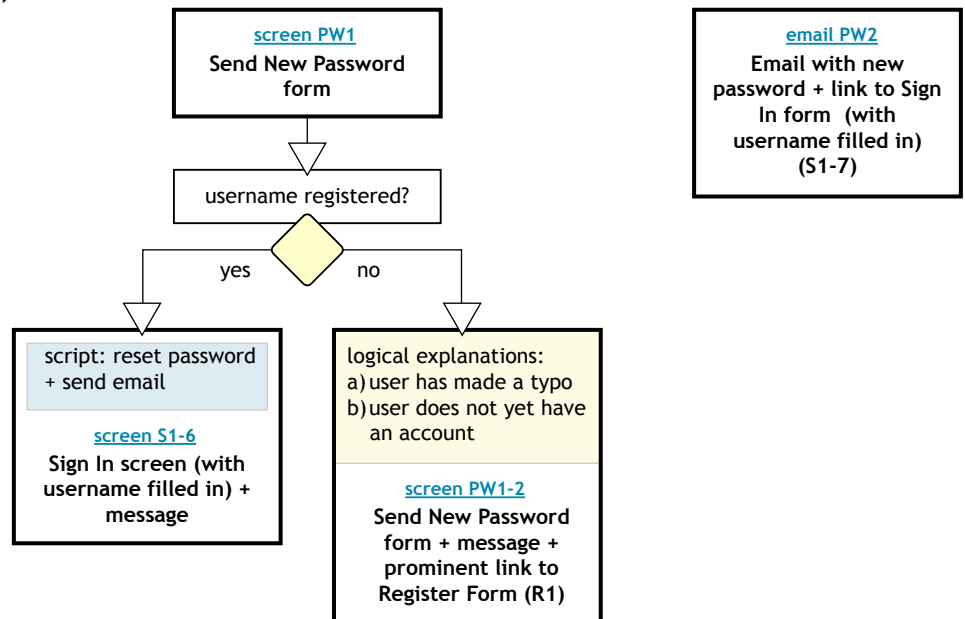 screen PW1
Send New Password
form
email PW2
Email with new
password + link to Sign
In form (with
username filled in)
(S1-7)
username registered?
yes
no
script: reset password
+ send email
screen S1-6
Sign In screen (with
username filled in) +
message
logical explanations:
a) user has made a typo
b) user does not yet have
an account
screen PW1-2
Send New Password
form + message +
prominent link to
Register Form (R1)